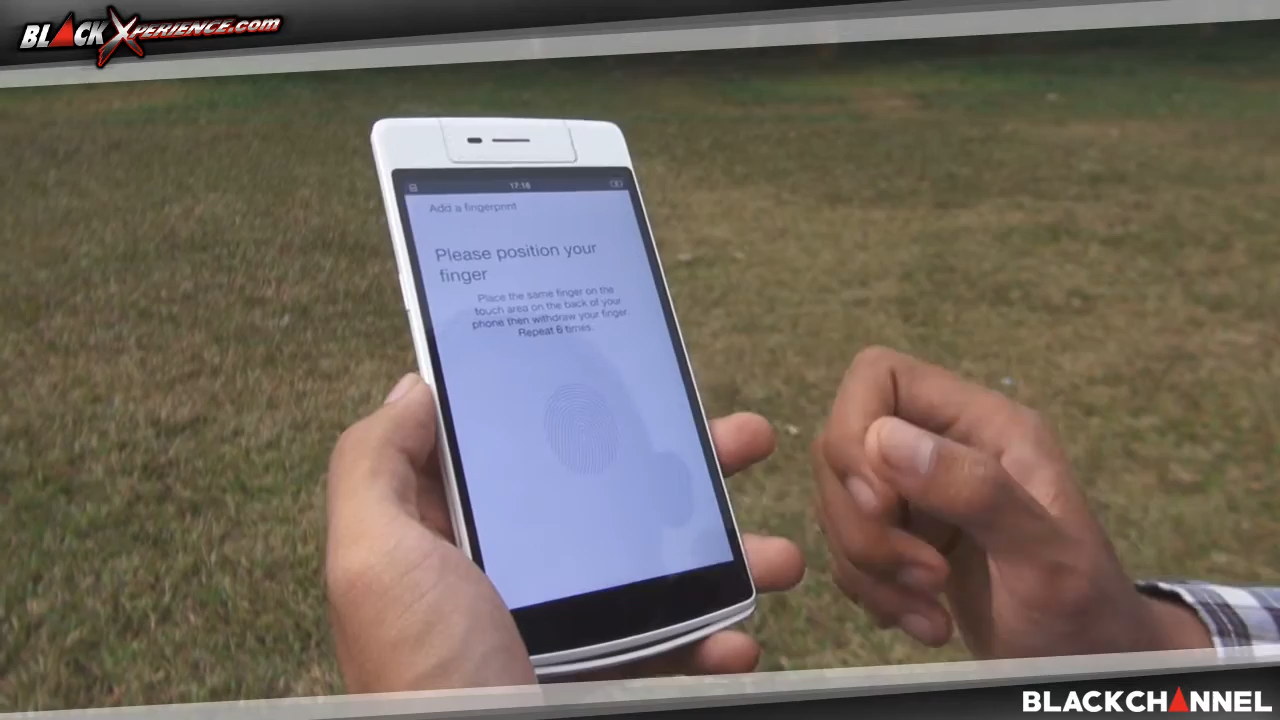 BLACKXPERIENCE.COM
17:16
Add a fingerprint
Please position your
finger
Place the same finger on the
touch area on the back of your
phone then withdraw your finger.
Repeat 6 times.
BLACKCHANNEL